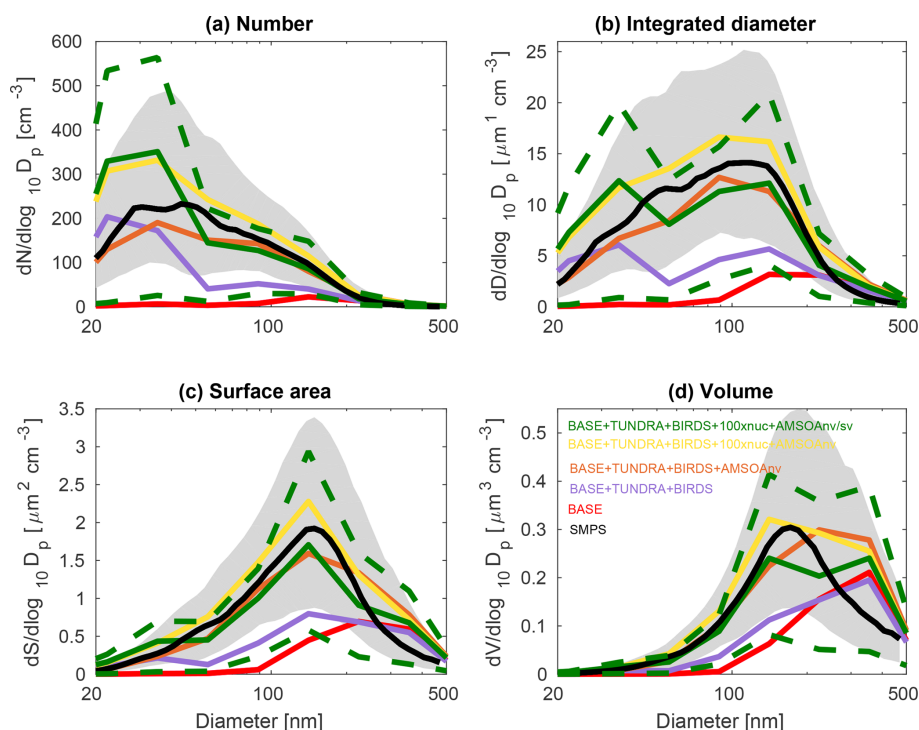 (a) Number
600
500
400
300
200
100
0
dN/dlog 10 Dp [cm -3]
20
100
500
(b) Integrated diameter
25
20
15
10
5
0
dD/dlog 10 Dp [μm 1 cm -3]
20
100
500
(c) Surface area
3.5
3
2.5
2
1.5
1
0.5
0
dS/dlog 10 Dp [μm 2 cm -3]
20
100
500
Diameter [nm]
(d) Volume
0.5
0.4
0.3
0.2
0.1
0
dV/dlog 10 Dp [μm 3 cm -3]
BASE+TUNDRA+BIRDS+100xnuc+AMSOAnv/sv
BASE+TUNDRA+BIRDS+100xnuc+AMSOAnv
BASE+TUNDRA+BIRDS+AMSOAnv
BASE+TUNDRA+BIRDS
BASE
SMPS
20
100
500
Diameter [nm]